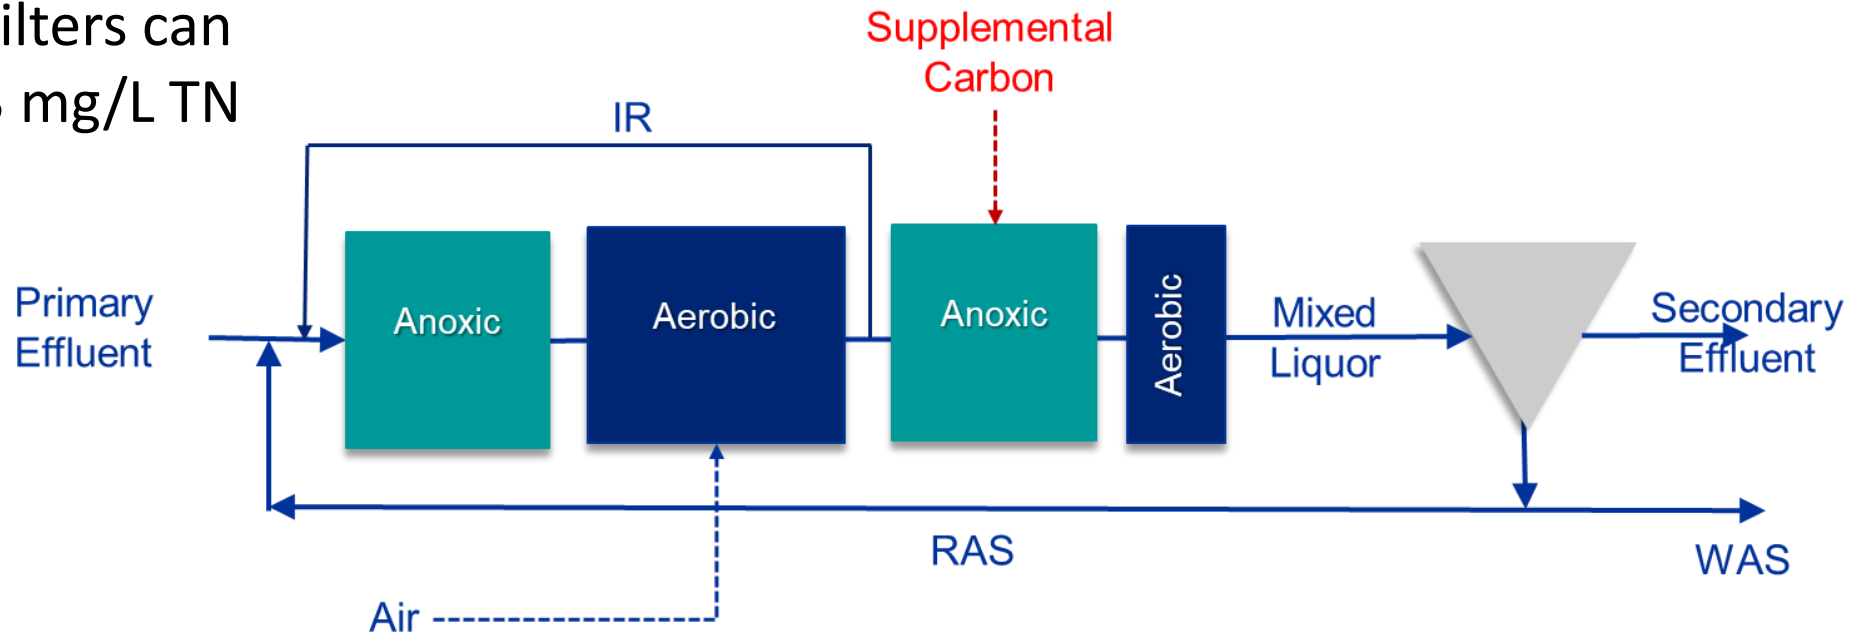 ilters can
mg/L TN
Supplemental
Carbon
IR
Primary
Effluent
Anoxic
Aerobic
Anoxic
Aerobic
Mixed
Liquor
Secondary
Effluent
RAS
WAS
Air